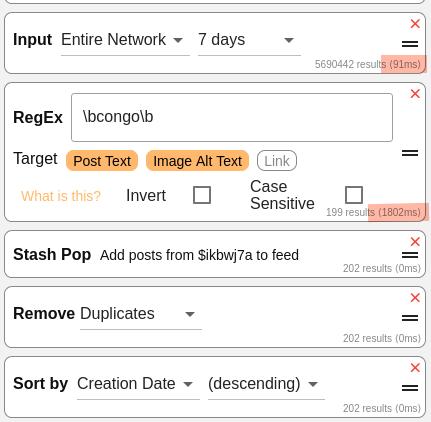 Input Entire Network 7 days
5690442 results (91ms)
RegEx \bcongo\b
Target Post Text Image Alt Text Link
What is this? Invert Case Sensitive
199 results (1802ms)
Stash Pop Add posts from $ikbwj7a to feed
202 results (0ms)
Remove Duplicates
202 results (0ms)
Sort by Creation Date (descending)
202 results (0ms)